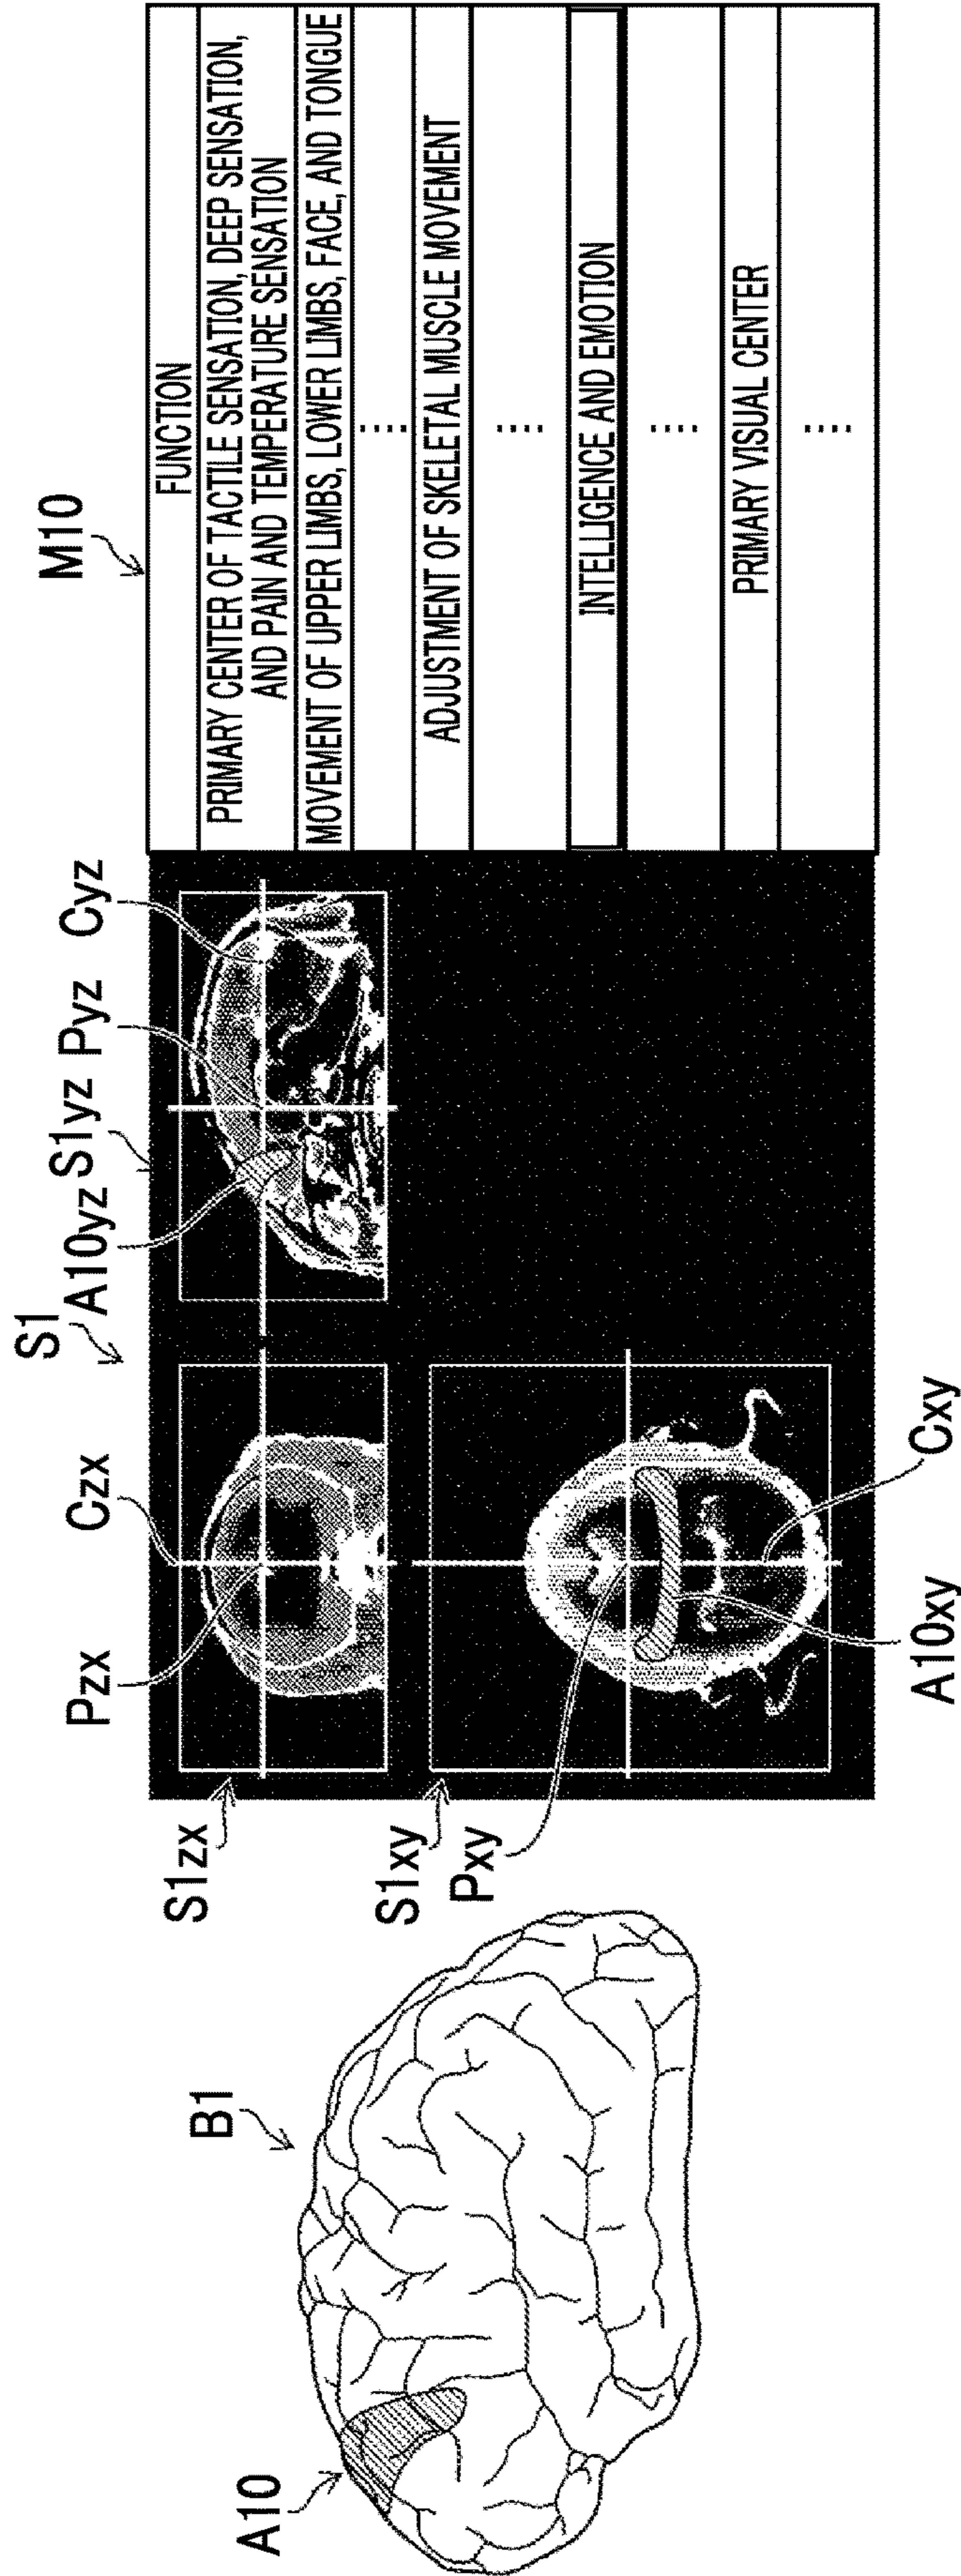 A10
B1
S1
S1zx
Pzx
Czx
S1xy
Pxy
A10xy
Cxy
A10yz
S1yz
Pyz
Cyz
M10
FUNCTION
PRIMARY CENTER OF TACTILE SENSATION, DEEP SENSATION,
AND PAIN AND TEMPERATURE SENSATION
MOVEMENT OF UPPER LIMBS, LOWER LIMBS, FACE, AND TONGUE
....
ADJUSTMENT OF SKELETAL MUSCLE MOVEMENT
....
INTELLIGENCE AND EMOTION
....
PRIMARY VISUAL CENTER
....